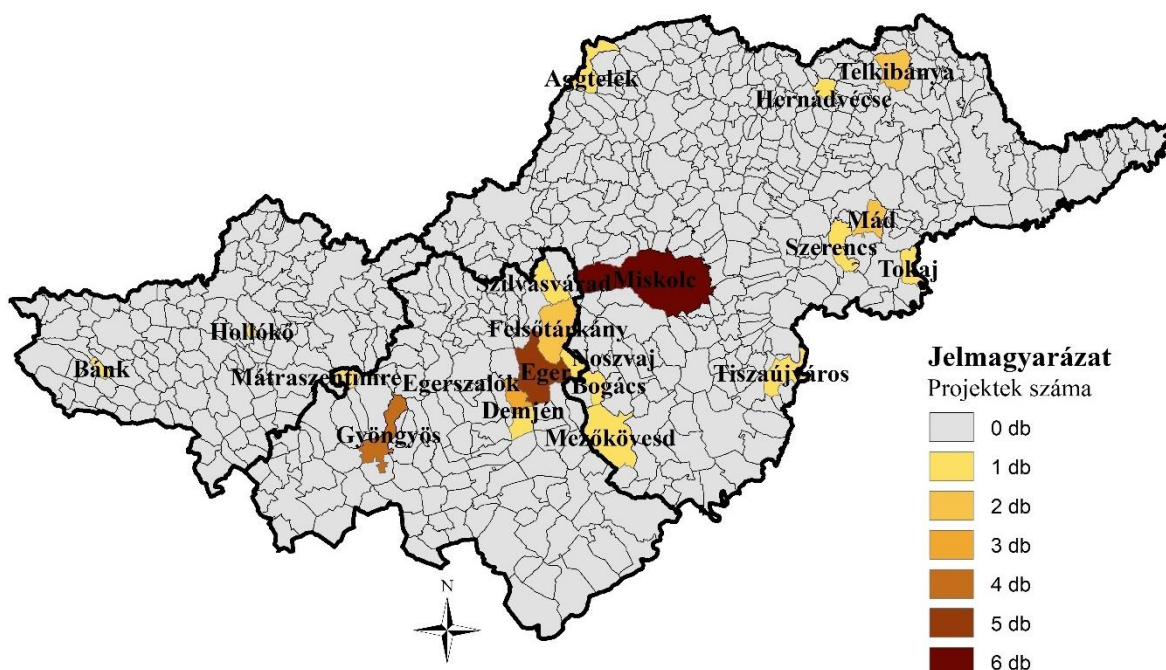 Aggtelek
Telkibánya
Hernádvécse
Mád
Szerencs
Tokaj
Szilvásvárad
Miskolc
Hollókő
Felsőtárkány
Bánk
Mátraszentimre
Egerszalók
Eger
Noszvaj
Bogács
Tiszaújváros
Demjén
Gyöngyös
Mezőkövesd
N
Jelmagyarázat
Projektek száma
0 db
1 db
2 db
3 db
4 db
5 db
6 db